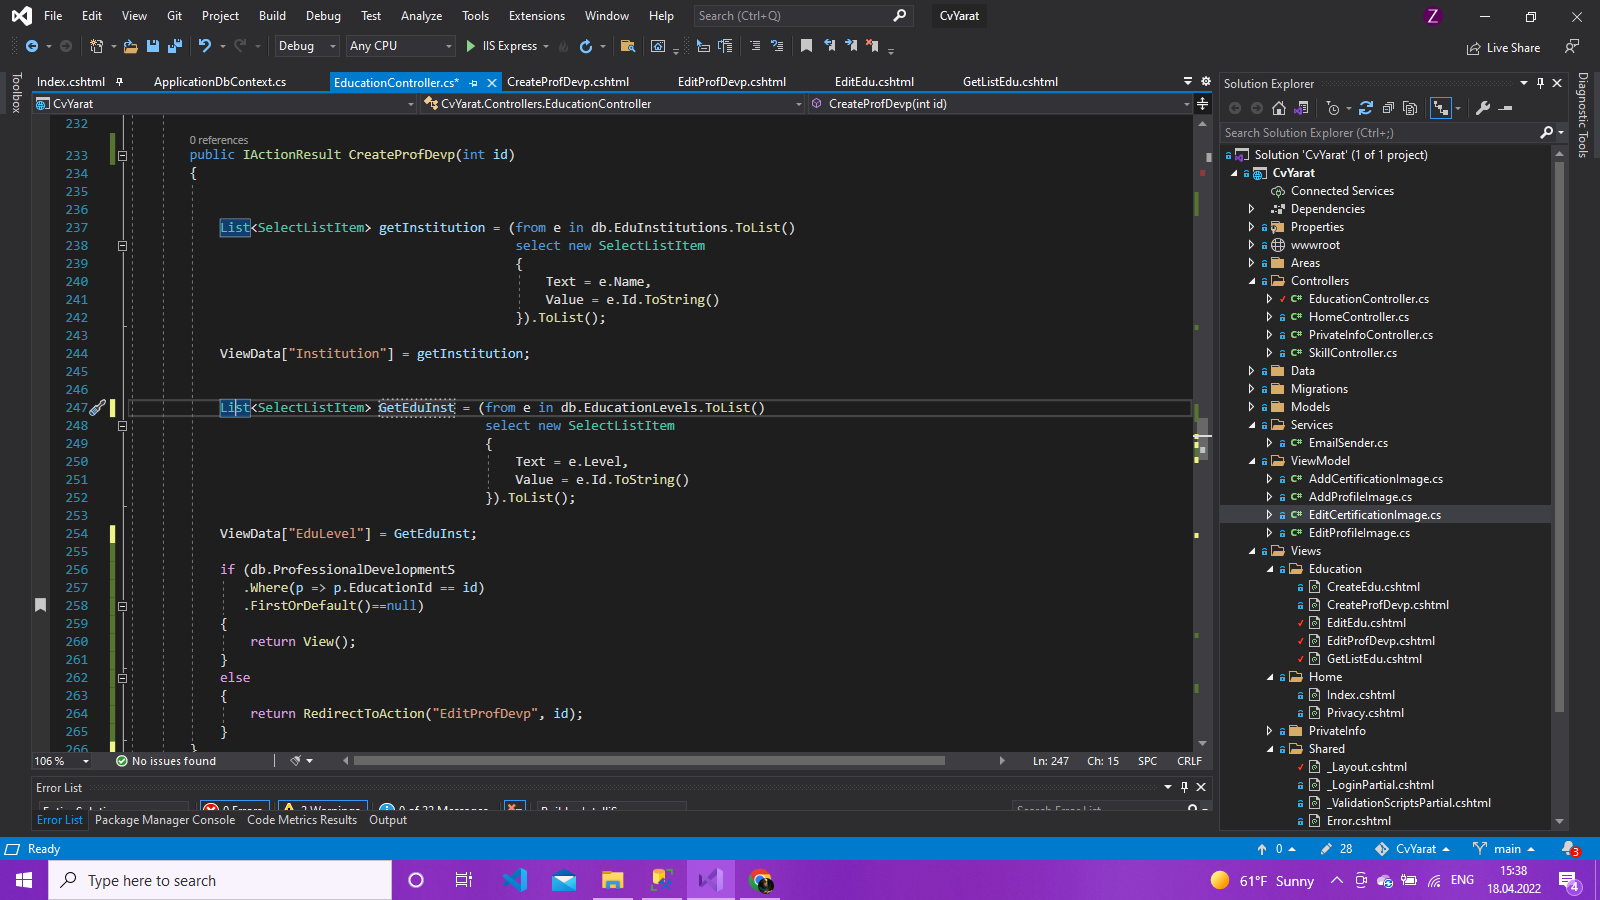 File Edit View Git Project Build Debug Test Analyze Tools Extensions Window Help Search (Ctrl+Q) CvYarat Z
Debug Any CPU IIS Express Live Share
Toolbox
Index.cshtml ApplicationDbContext.cs EducationController.cs* CreateProfDevp.cshtml EditProfDevp.cshtml EditEdu.cshtml GetListEdu.cshtml
CvYarat CvYarat.Controllers.EducationController CreateProfDevp(int id)
232
0 references
233 public IActionResult CreateProfDevp(int id)
234 {
235
236
237 List<SelectListItem> getInstitution = (from e in db.EduInstitutions.ToList()
238 select new SelectListItem
239 {
240 Text = e.Name,
241 Value = e.Id.ToString()
242 }).ToList();
243
244 ViewData["Institution"] = getInstitution;
245
246
247 List<SelectListItem> GetEduInst = (from e in db.EducationLevels.ToList()
248 select new SelectListItem
249 {
250 Text = e.Level,
251 Value = e.Id.ToString()
252 }).ToList();
253
254 ViewData["EduLevel"] = GetEduInst;
255
256 if (db.ProfessionalDevelopmentS
257 .Where(p => p.EducationId == id)
258 .FirstOrDefault()==null)
259 {
260 return View();
261 }
262 else
263 {
264 return RedirectToAction("EditProfDevp", id);
265 }
266 }
106 % No issues found Ln: 247 Ch: 15 SPC CRLF
Error List
0 Errors
Error List Package Manager Console Code Metrics Results Output
Solution Explorer
Search Solution Explorer (Ctrl+;)
Solution 'CvYarat' (1 of 1 project)
CvYarat
Connected Services
Dependencies
Properties
wwwroot
Areas
Controllers
C# EducationController.cs
C# HomeController.cs
C# PrivateInfoController.cs
C# SkillController.cs
Data
Migrations
Models
Services
C# EmailSender.cs
ViewModel
C# AddCertificationImage.cs
C# AddProfileImage.cs
C# EditCertificationImage.cs
C# EditProfileImage.cs
Views
Education
CreateEdu.cshtml
CreateProfDevp.cshtml
EditEdu.cshtml
EditProfDevp.cshtml
GetListEdu.cshtml
Home
Index.cshtml
Privacy.cshtml
PrivateInfo
Shared
_Layout.cshtml
_LoginPartial.cshtml
_ValidationScriptsPartial.cshtml
Error.cshtml
Diagnostic Tools
Ready 0 28 CvYarat main 3
Type here to search 61°F Sunny ENG 15:38
18.04.2022 4